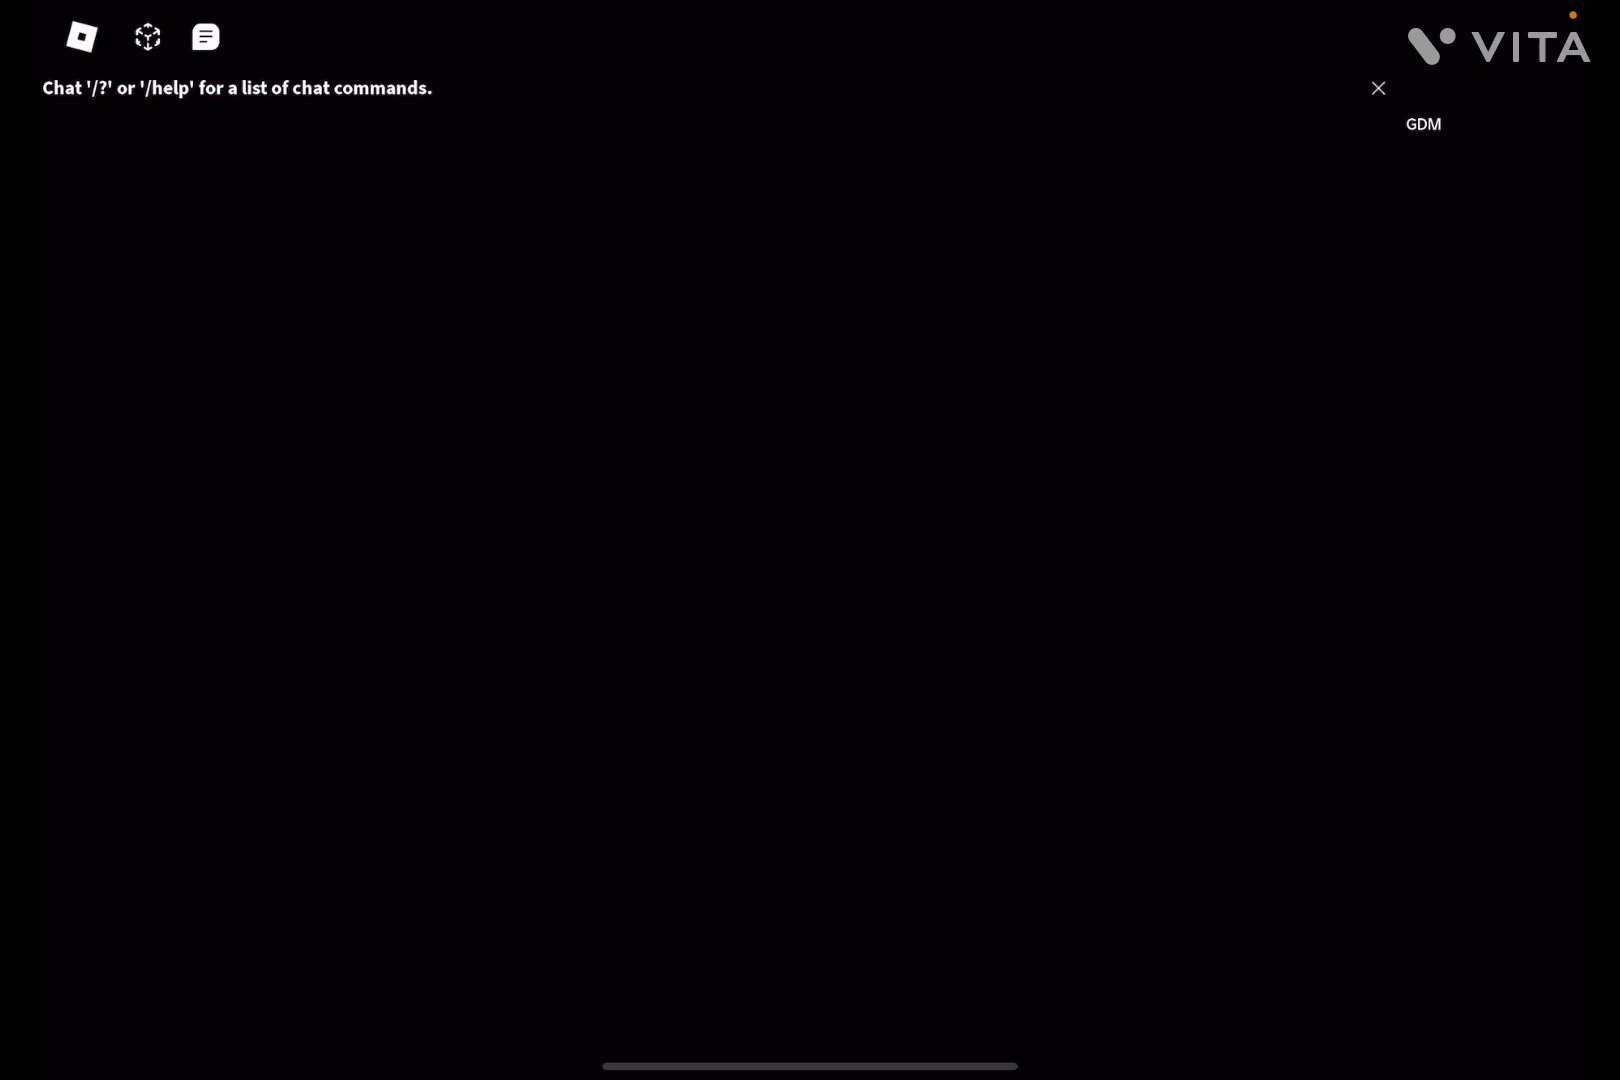 VITA
Chat '/?' or '/help' for a list of chat commands.
GDM